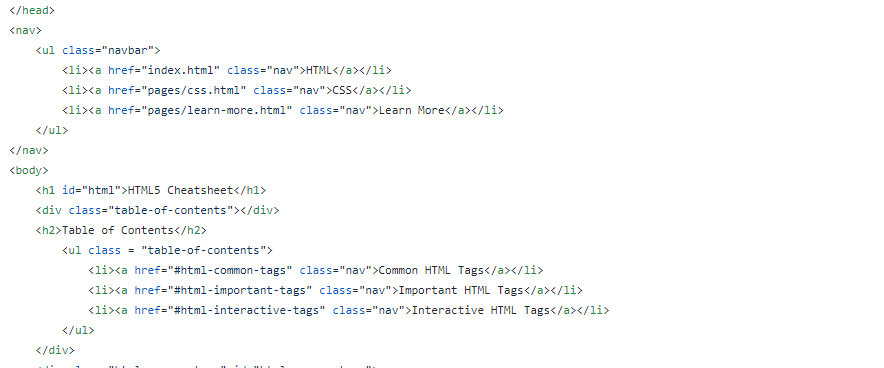 </head>
<nav>
<ul class="navbar">
<li><a href="index.html" class="nav">HTML</a></li>
<li><a href="pages/css.html" class="nav">CSS</a></li>
<li><a href="pages/learn-more.html" class="nav">Learn More</a></li>
</ul>
</nav>
<body>
<h1 id="html">HTML5 Cheatsheet</h1>
<div class="table-of-contents"></div>
<h2>Table of Contents</h2>
<ul class = "table-of-contents">
<li><a href="#html-common-tags" class="nav">Common HTML Tags</a></li>
<li><a href="#html-important-tags" class="nav">Important HTML Tags</a></li>
<li><a href="#html-interactive-tags" class="nav">Interactive HTML Tags</a></li>
</ul>
</div>